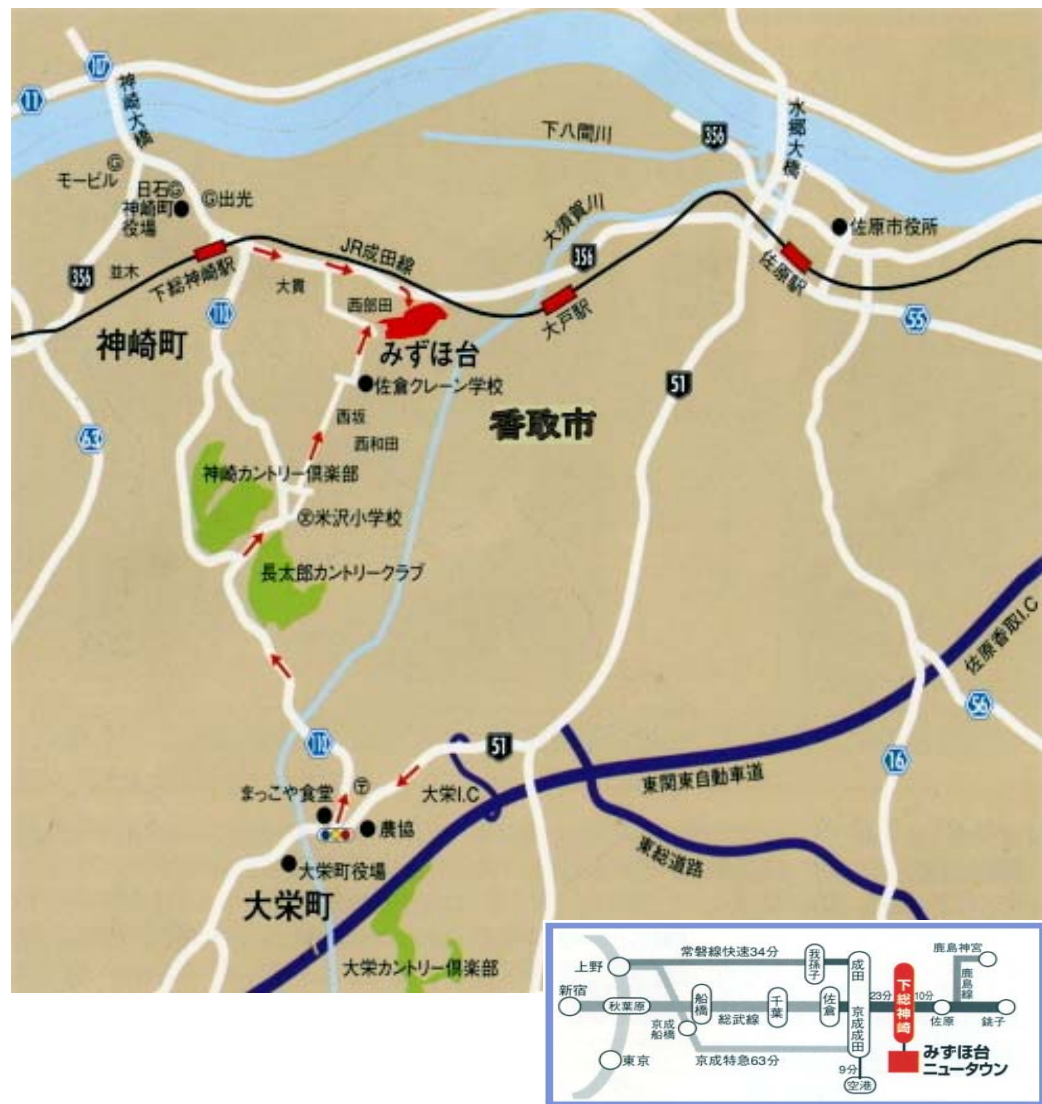 11
10
神崎大橋
水郷大橋
下八間川
356
モービル
G
日石G
神崎町
役場
G出光
大須賀川
佐原市役所
JR成田線
356
356
並木
下総神崎駅
大貫
西部田
大戸駅
佐原駅
55
110
神崎町
みずほ台
佐倉クレーン学校
51
63
西坂
香取市
西和田
神崎カントリー倶楽部
文米沢小学校
長太郎カントリークラブ
佐原香取I.C
56
110
51
16
まっこや食堂
〒
大栄I.C
東関東自動車道
農協
大栄町役場
東総道路
大栄町
大栄カントリー倶楽部
上野
常磐線快速34分
我孫子
成田
京成成田
鹿島神宮
鹿島線
新宿
秋葉原
船橋
京成
船橋
総武線
千葉
佐倉
23分
下総神崎
10分
佐原
銚子
東京
京成特急63分
9分
空港
みずほ台
ニュータウン